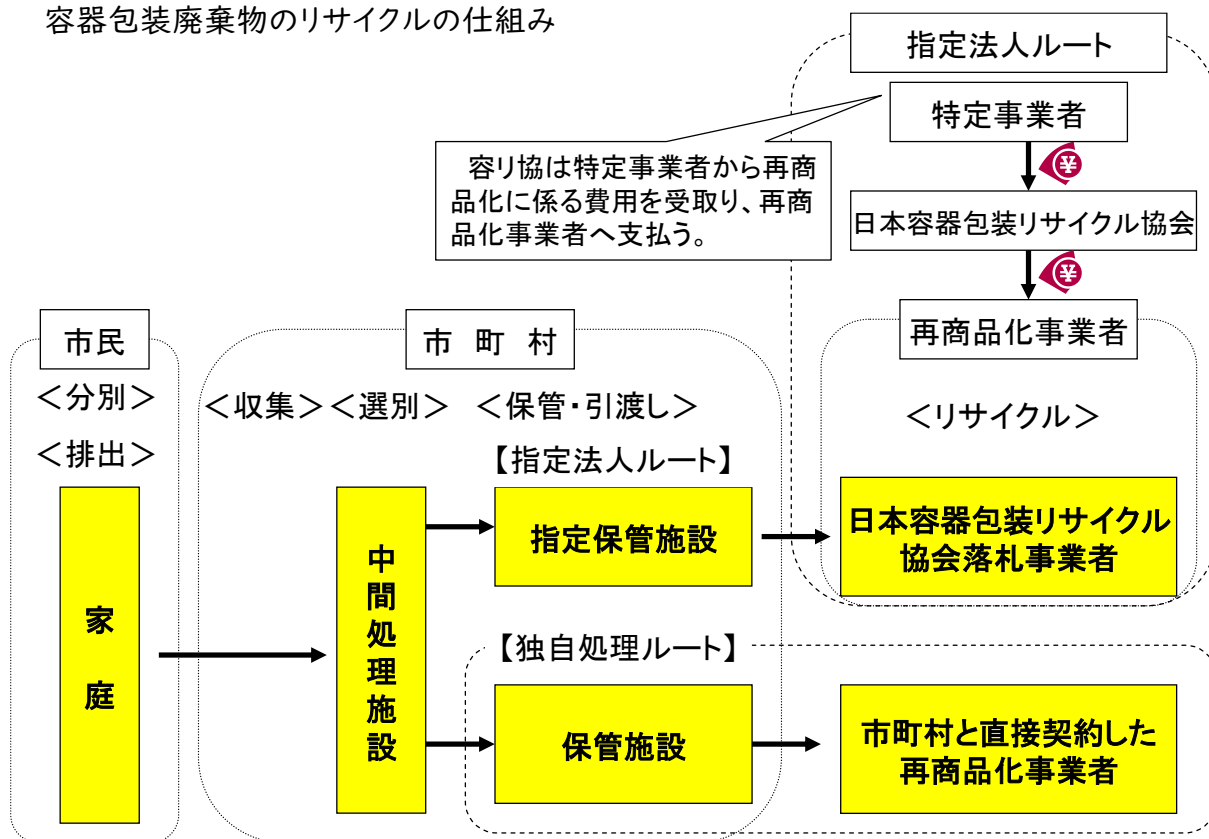 容器包装廃棄物のリサイクルの仕組み
指定法人ルート
特定事業者
¥
容リ協は特定事業者から再商
品化に係る費用を受取り、再商
品化事業者へ支払う。
日本容器包装リサイクル協会
¥
再商品化事業者
市民
市 町 村
<分別>
<排出>
<収集>
<選別>
<保管・引渡し>
<リサイクル>
【指定法人ルート】
家庭
中間処理施設
指定保管施設
日本容器包装リサイクル
協会落札事業者
【独自処理ルート】
保管施設
市町村と直接契約した
再商品化事業者